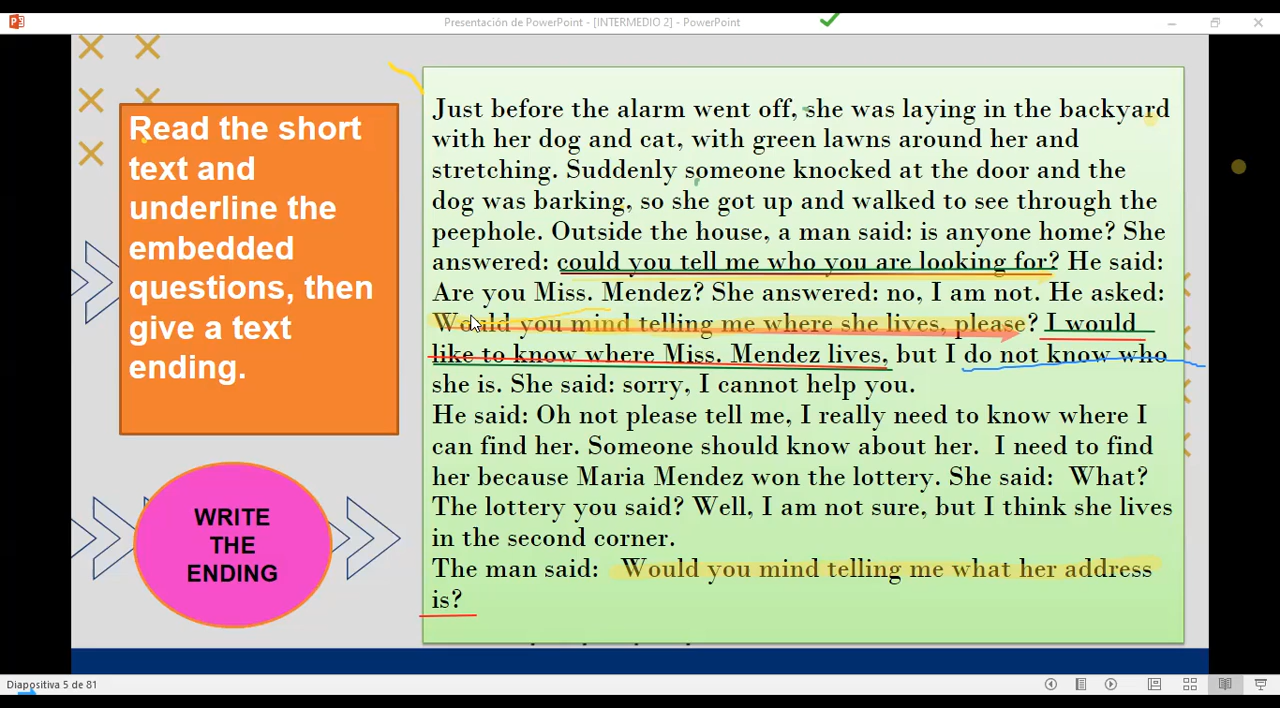 Presentación de PowerPoint - [INTERMEDIO 2] - PowerPoint
Read the short
text and
underline the
embedded
questions, then
give a text
ending.
WRITE
THE
ENDING
Just before the alarm went off, she was laying in the backyard
with her dog and cat, with green lawns around her and
stretching. Suddenly someone knocked at the door and the
dog was barking, so she got up and walked to see through the
peephole. Outside the house, a man said: is anyone home? She
answered: could you tell me who you are looking for? He said:
Are you Miss. Mendez? She answered: no, I am not. He asked:
Would you mind telling me where she lives, please? I would
like to know where Miss. Mendez lives, but I do not know who
she is. She said: sorry, I cannot help you.
He said: Oh not please tell me, I really need to know where I
can find her. Someone should know about her. I need to find
her because Maria Mendez won the lottery. She said: What?
The lottery you said? Well, I am not sure, but I think she lives
in the second corner.
The man said: Would you mind telling me what her address
is?
Diapositiva 5 de 81